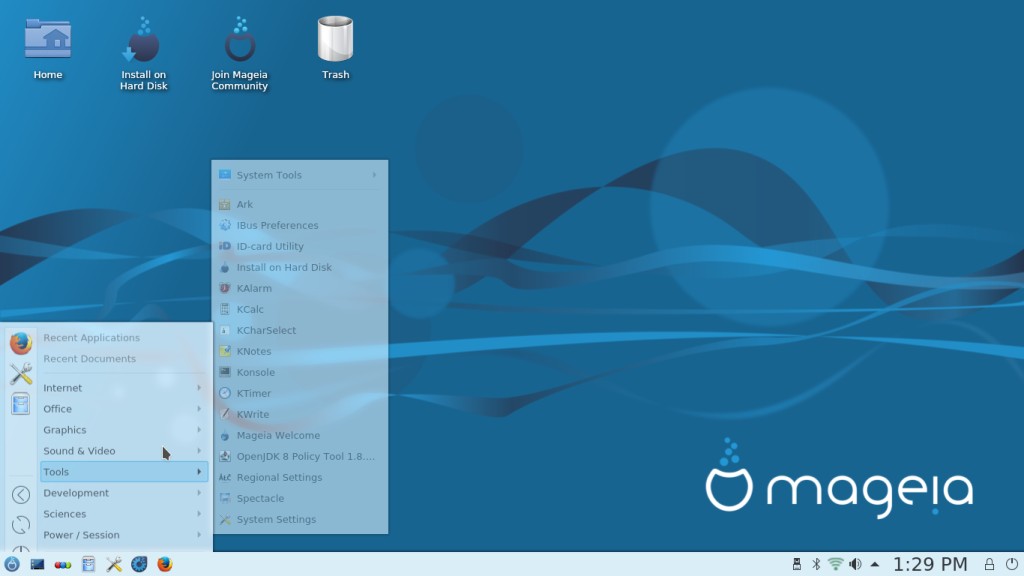 Home
Install on
Hard Disk
Join Mageia
Community
Trash
System Tools
Ark
IBus Preferences
ID-card Utility
Install on Hard Disk
KAlarm
KCalc
KCharSelect
KNotes
Konsole
KTimer
KWrite
Mageia Welcome
OpenJDK 8 Policy Tool 1.8....
Regional Settings
Spectacle
System Settings
Recent Applications
Recent Documents
Internet
Office
Graphics
Sound & Video
Tools
Development
Sciences
Power / Session
mageia
1:29 PM